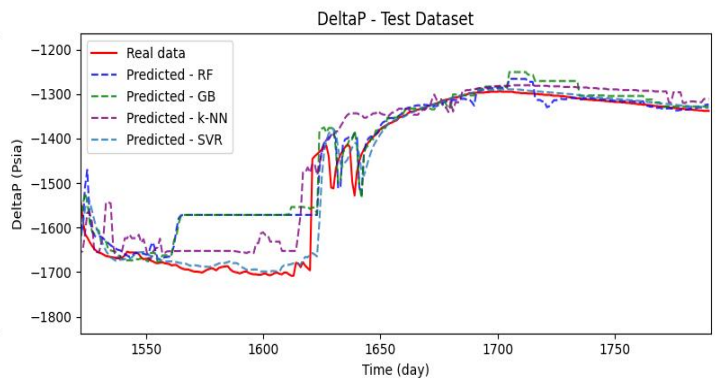 DeltaP - Test Dataset
Real data
Predicted - RF
Predicted - GB
Predicted - k-NN
Predicted - SVR
DeltaP (Psia)
−1200
−1300
−1400
−1500
−1600
−1700
−1800
1550
1600
1650
1700
1750
Time (day)